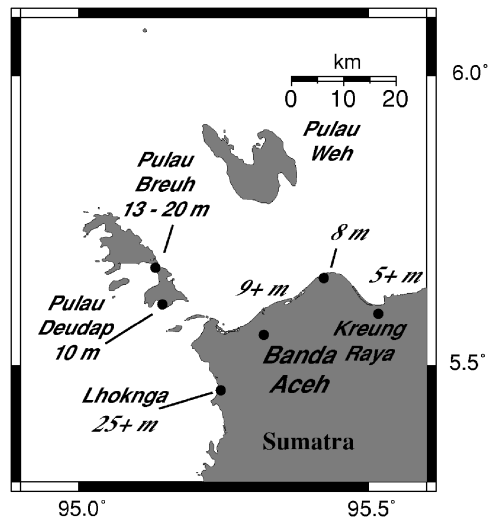 km
0 10 20
6.0°
Pulau
Weh
Pulau
Breuh
13 - 20 m
8 m
9+ m
5+ m
Pulau
Deudap
10 m
Kreung
Raya
Banda
Aceh
5.5°
Lhoknga
25+ m
Sumatra
95.0°
95.5°